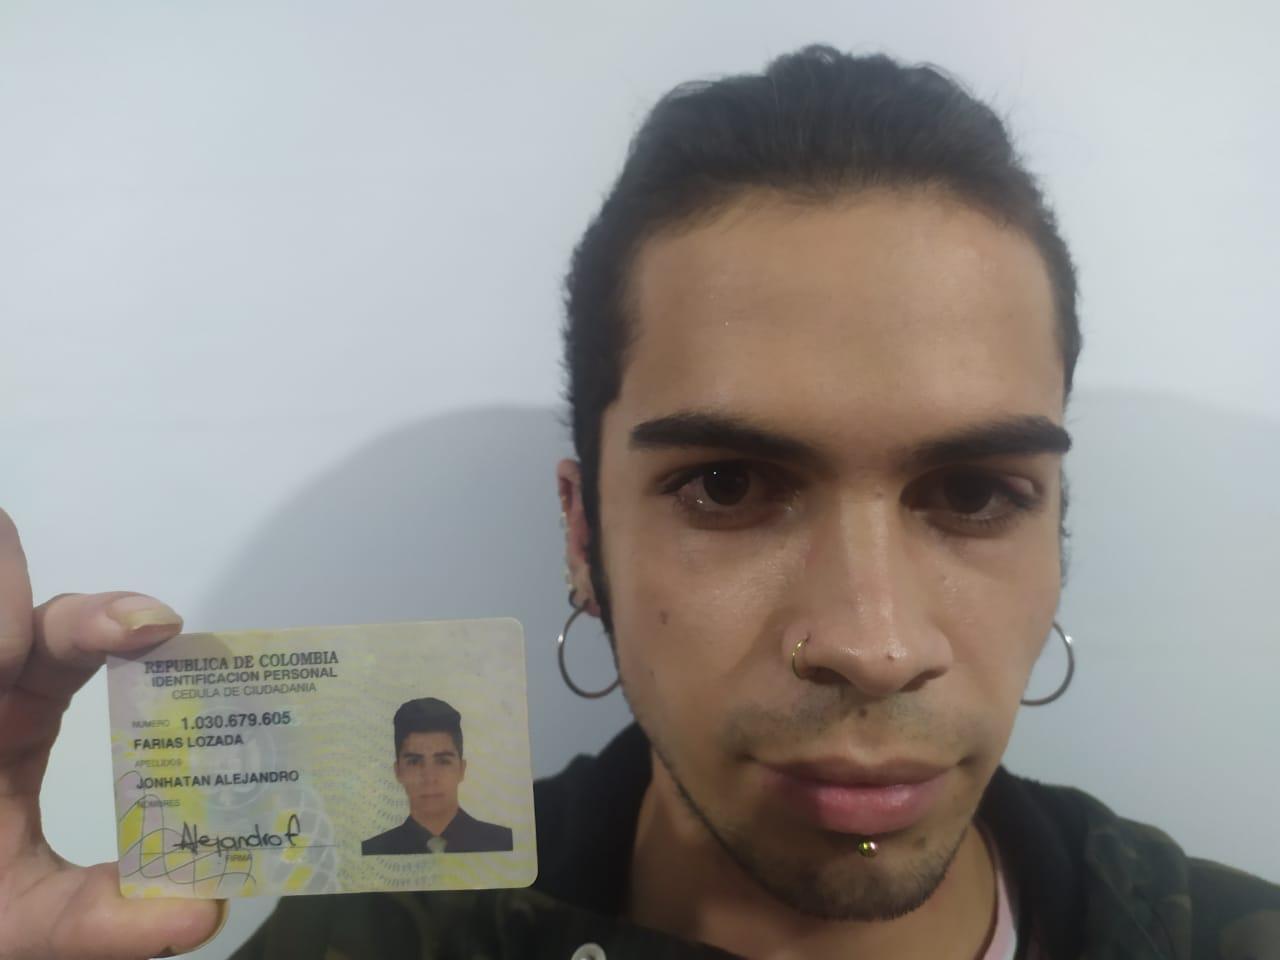 REPUBLICA DE COLOMBIA
IDENTIFICACION PERSONAL
CEDULA DE CIUDADANIA
NUMERO 1.030.679.605
FARIAS LOZADA
APELLIDOS
JONHATAN ALEJANDRO
NOMBRES
Alejandro F
FIRMA